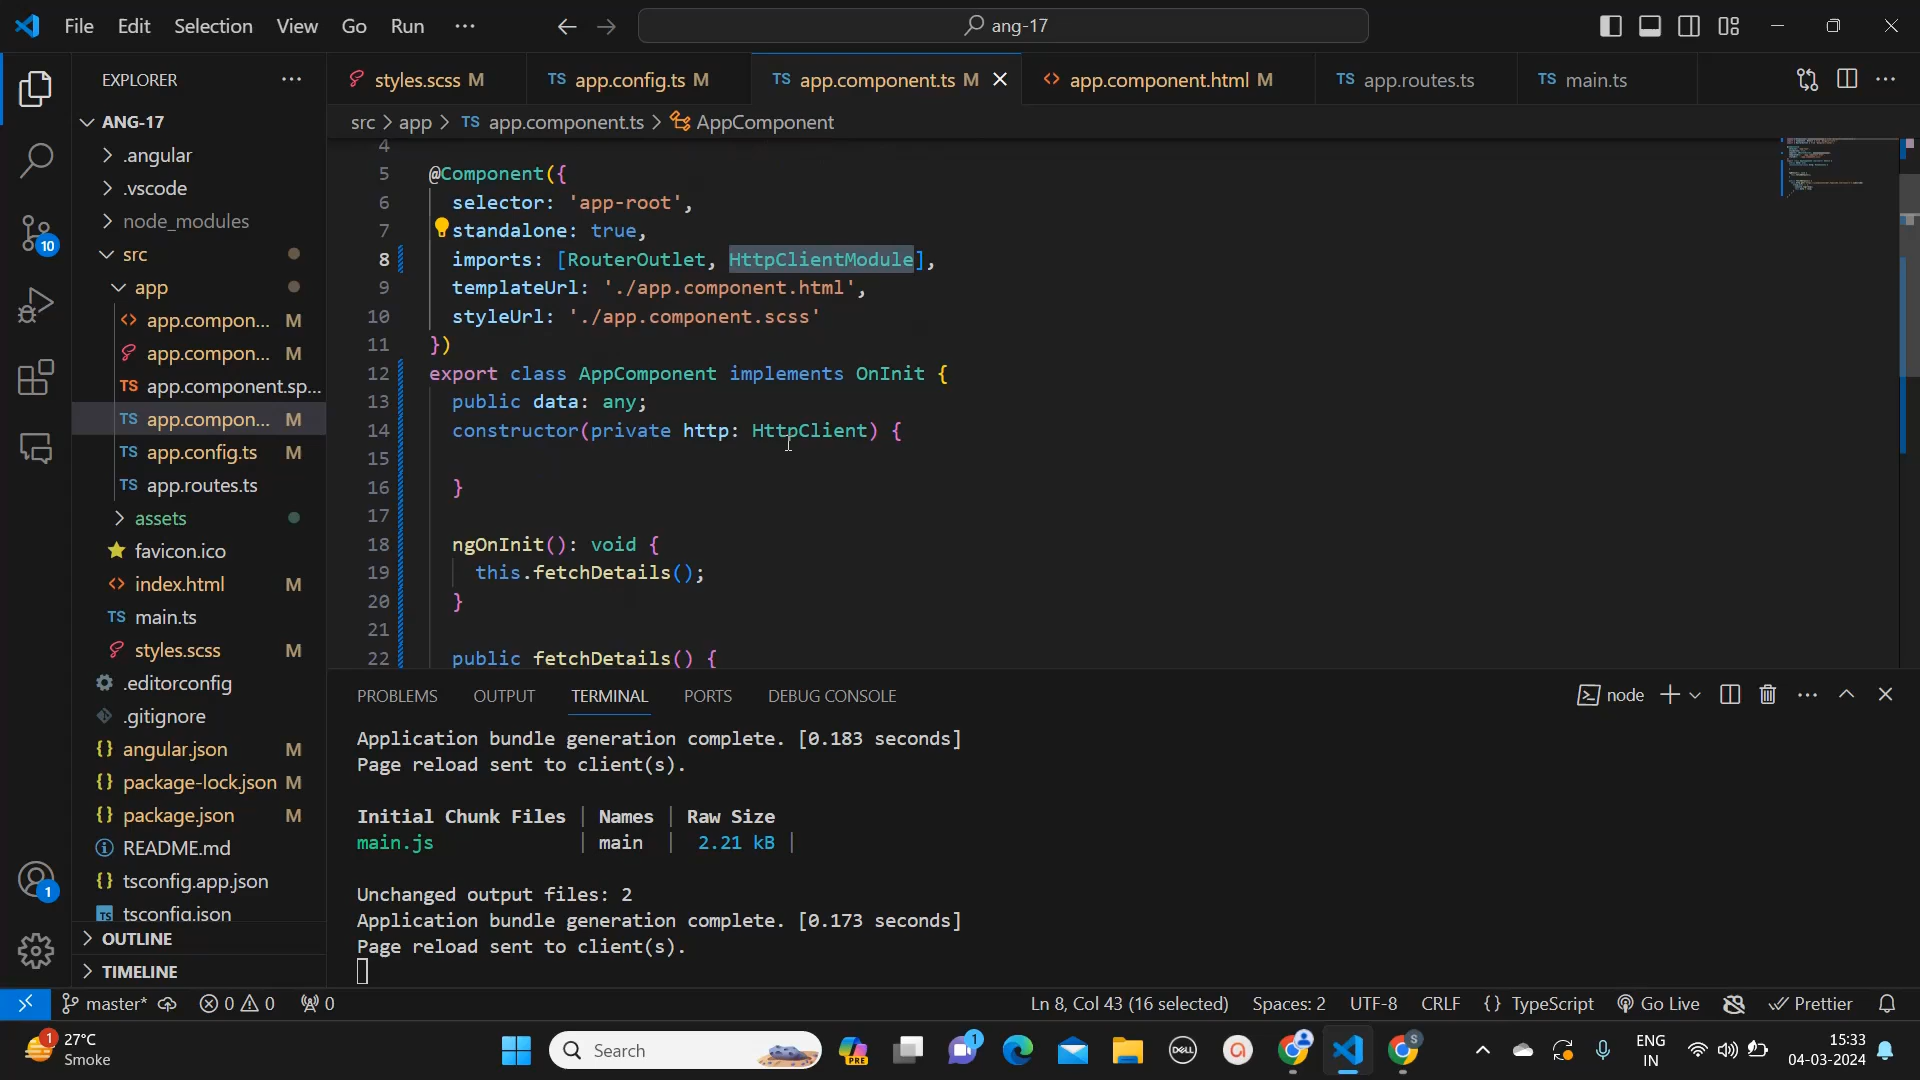 File Edit Selection View Go Run ··· ang-17
EXPLORER ···
ANG-17
.angular
.vscode
node_modules
src
app
app.compon... M
app.compon... M
TS app.component.sp...
TS app.compon... M
TS app.config.ts M
TS app.routes.ts
assets
favicon.ico
index.html M
TS main.ts
styles.scss M
.editorconfig
.gitignore
{} angular.json M
{} package-lock.json M
{} package.json M
README.md
{} tsconfig.app.json
tsconfig.json
OUTLINE
TIMELINE
10
1
styles.scss M TS app.config.ts M TS app.component.ts M app.component.html M TS app.routes.ts TS main.ts
src > app > TS app.component.ts > AppComponent
4
5 @Component({
6 selector: 'app-root',
7 standalone: true,
8 imports: [RouterOutlet, HttpClientModule],
9 templateUrl: './app.component.html',
10 styleUrl: './app.component.scss'
11 })
12 export class AppComponent implements OnInit {
13 public data: any;
14 constructor(private http: HttpClient) {
15
16 }
17
18 ngOnInit(): void {
19 this.fetchDetails();
20 }
21
22 public fetchDetails() {
PROBLEMS OUTPUT TERMINAL PORTS DEBUG CONSOLE node
Application bundle generation complete. [0.183 seconds]
Page reload sent to client(s).
Initial Chunk Files | Names | Raw Size
main.js | main | 2.21 kB |
Unchanged output files: 2
Application bundle generation complete. [0.173 seconds]
Page reload sent to client(s).
master* 0 0 0 Ln 8, Col 43 (16 selected) Spaces: 2 UTF-8 CRLF {} TypeScript Go Live Prettier
1 27°C
Smoke
Search
PRE
1
DELL
a
S
ENG
IN
15:33
04-03-2024